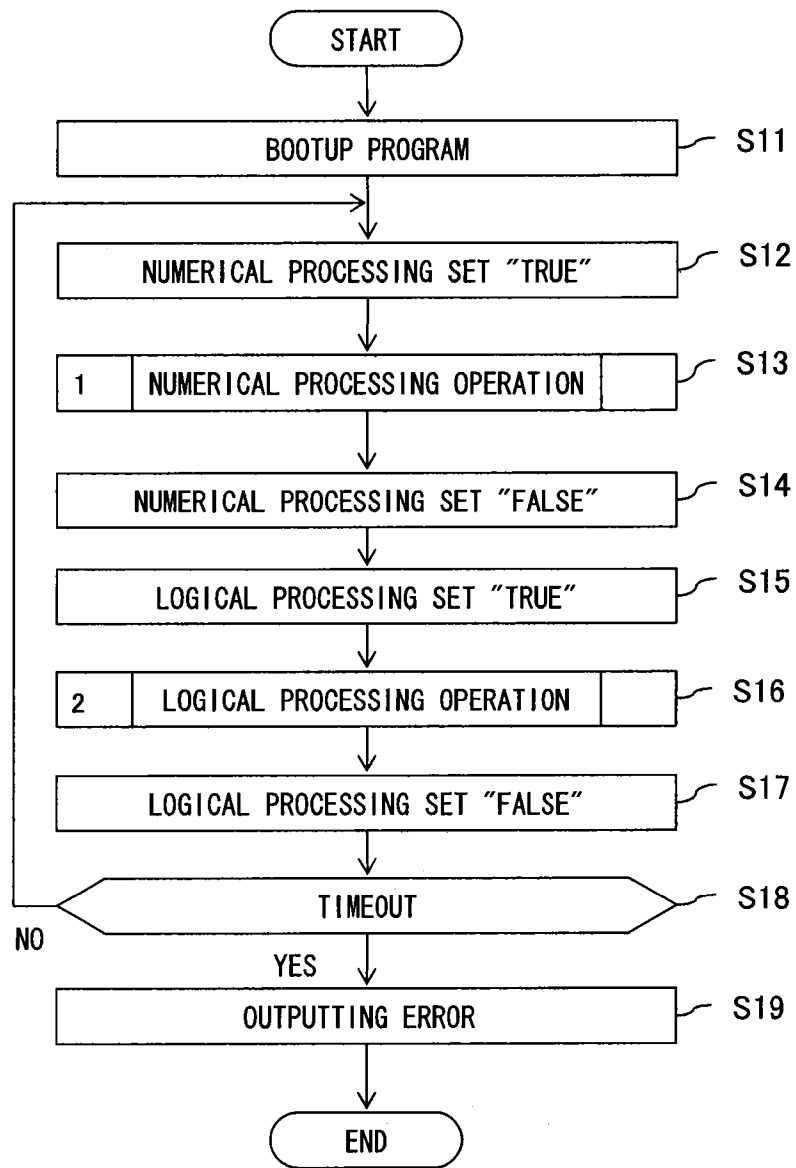 START
BOOTUP PROGRAM S11
NUMERICAL PROCESSING SET "TRUE" S12
1 NUMERICAL PROCESSING OPERATION S13
NUMERICAL PROCESSING SET "FALSE" S14
LOGICAL PROCESSING SET "TRUE" S15
2 LOGICAL PROCESSING OPERATION S16
LOGICAL PROCESSING SET "FALSE" S17
TIMEOUT S18
NO
YES
OUTPUTTING ERROR S19
END